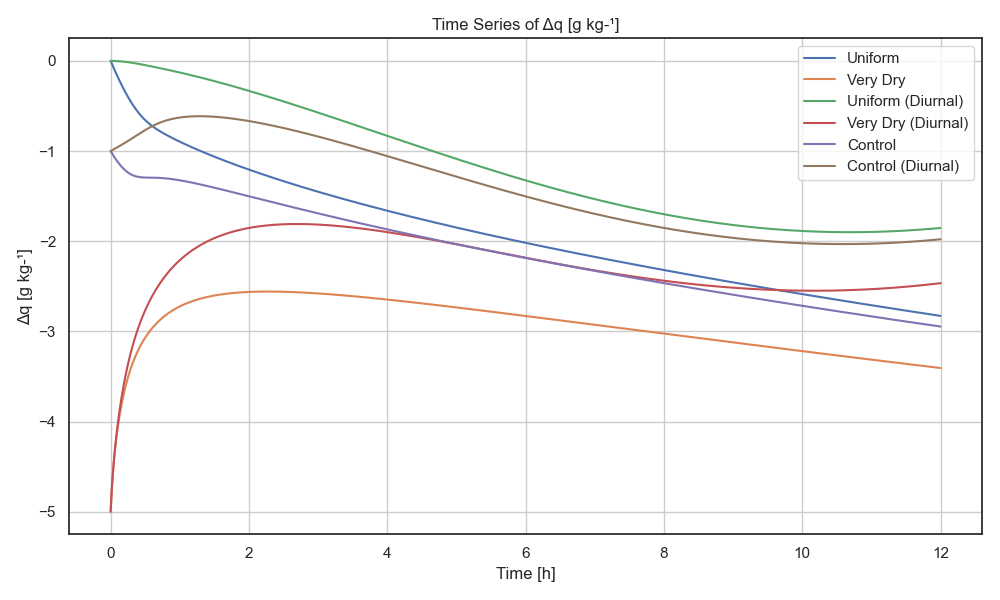 Time Series of Δq [g kg⁻¹]
Δq [g kg⁻¹]
0
−1
−2
−3
−4
−5
Uniform
Very Dry
Uniform (Diurnal)
Very Dry (Diurnal)
Control
Control (Diurnal)
0 2 4 6 8 10 12
Time [h]